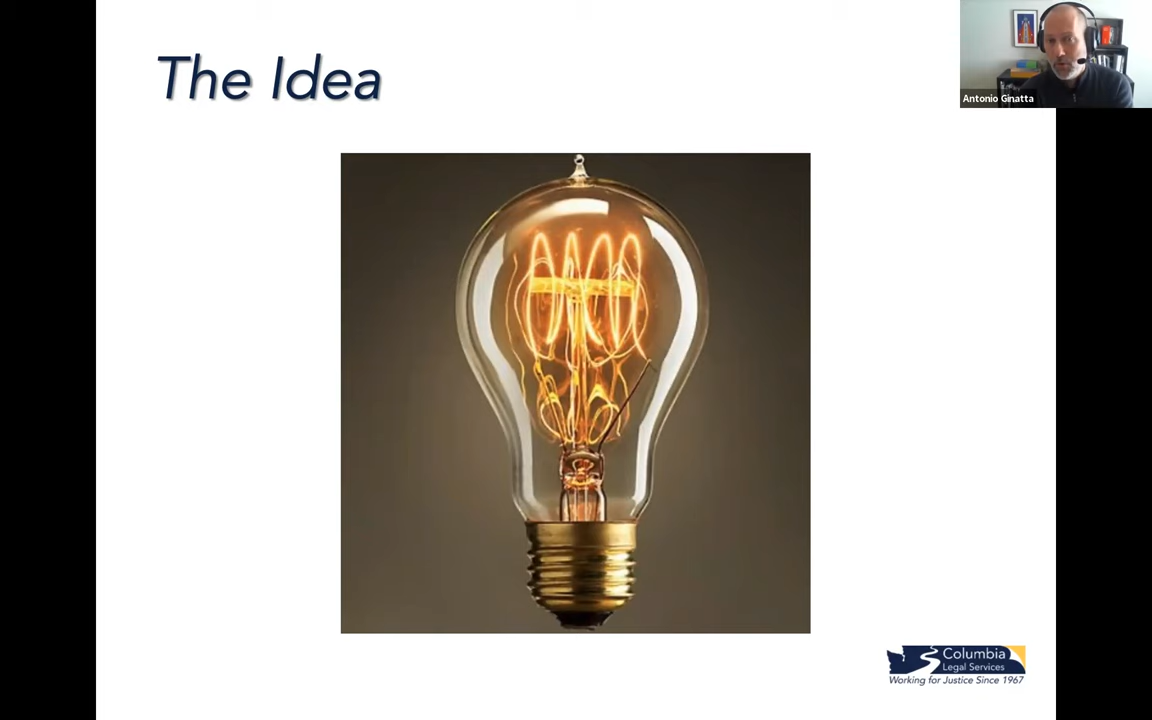 The Idea
Antonio Ginatta
Columbia
Legal Services
Working for Justice Since 1967